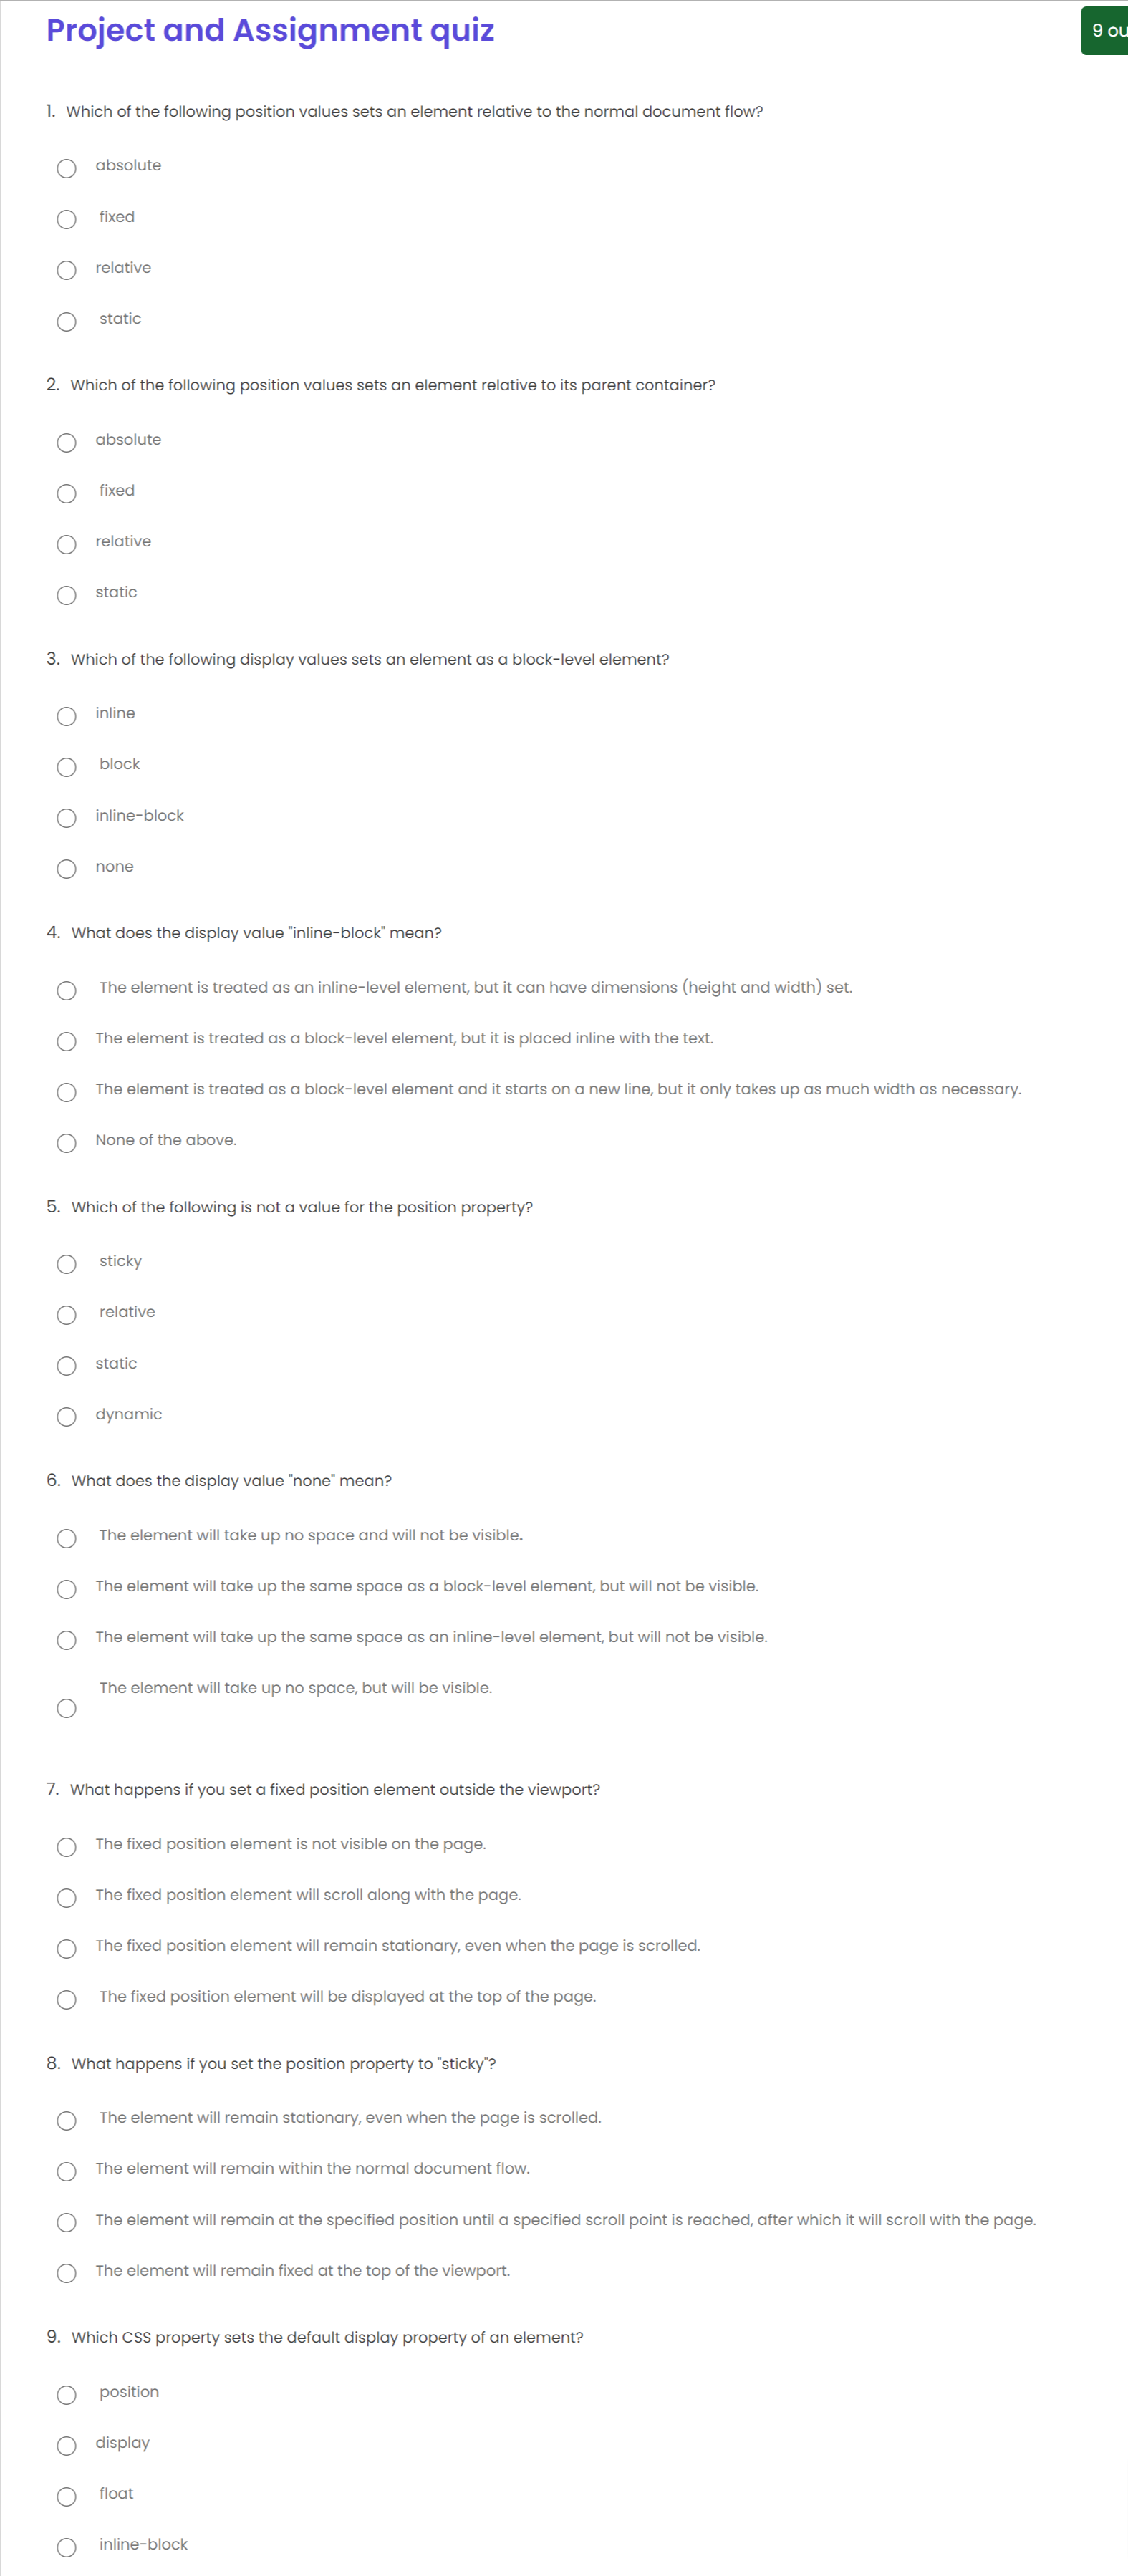 Project and Assignment quiz
9 ou
1. Which of the following position values sets an element relative to the normal document flow?
absolute
fixed
relative
static
2. Which of the following position values sets an element relative to its parent container?
absolute
fixed
relative
static
3. Which of the following display values sets an element as a block-level element?
inline
block
inline-block
none
4. What does the display value "inline-block" mean?
The element is treated as an inline-level element, but it can have dimensions (height and width) set.
The element is treated as a block-level element, but it is placed inline with the text.
The element is treated as a block-level element and it starts on a new line, but it only takes up as much width as necessary.
None of the above.
5. Which of the following is not a value for the position property?
sticky
relative
static
dynamic
6. What does the display value "none" mean?
The element will take up no space and will not be visible.
The element will take up the same space as a block-level element, but will not be visible.
The element will take up the same space as an inline-level element, but will not be visible.
The element will take up no space, but will be visible.
7. What happens if you set a fixed position element outside the viewport?
The fixed position element is not visible on the page.
The fixed position element will scroll along with the page.
The fixed position element will remain stationary, even when the page is scrolled.
The fixed position element will be displayed at the top of the page.
8. What happens if you set the position property to "sticky"?
The element will remain stationary, even when the page is scrolled.
The element will remain within the normal document flow.
The element will remain at the specified position until a specified scroll point is reached, after which it will scroll with the page.
The element will remain fixed at the top of the viewport.
9. Which CSS property sets the default display property of an element?
position
display
float
inline-block